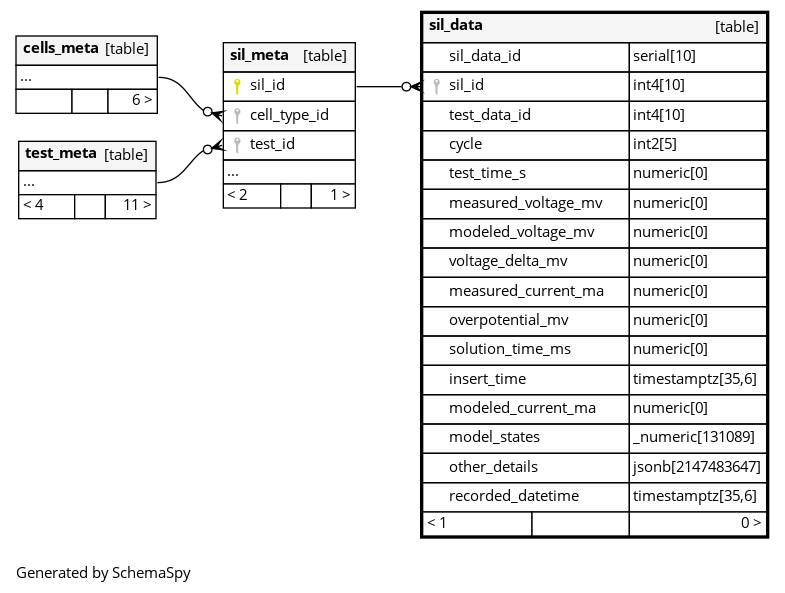 cells_meta [table]
...
6 >
test_meta [table]
...
< 4 11 >
sil_meta [table]
sil_id
cell_type_id
test_id
...
< 2 1 >
sil_data [table]
sil_data_id serial[10]
sil_id int4[10]
test_data_id int4[10]
cycle int2[5]
test_time_s numeric[0]
measured_voltage_mv numeric[0]
modeled_voltage_mv numeric[0]
voltage_delta_mv numeric[0]
measured_current_ma numeric[0]
overpotential_mv numeric[0]
solution_time_ms numeric[0]
insert_time timestamptz[35,6]
modeled_current_ma numeric[0]
model_states _numeric[131089]
other_details jsonb[2147483647]
recorded_datetime timestamptz[35,6]
< 1 0 >
Generated by SchemaSpy